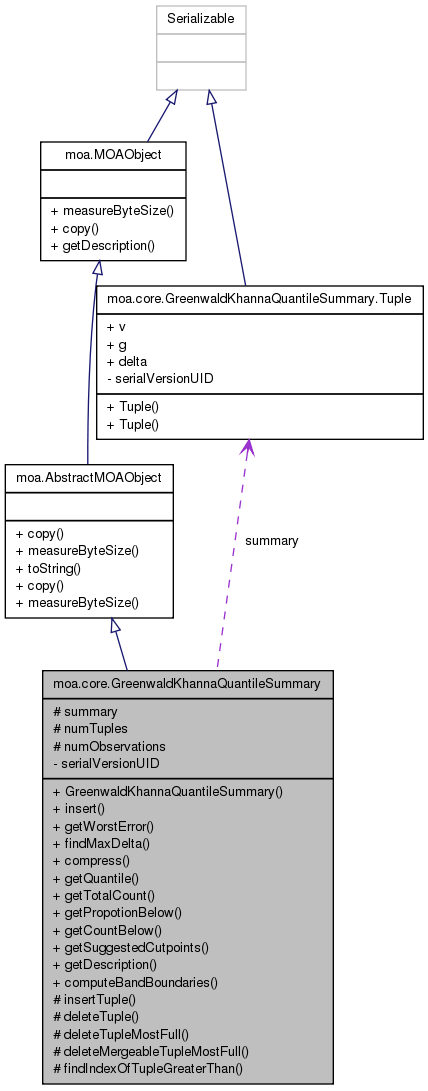 Serializable
moa.MOAObject
+ measureByteSize()
+ copy()
+ getDescription()
moa.core.GreenwaldKhannaQuantileSummary.Tuple
+ v
+ g
+ delta
- serialVersionUID
+ Tuple()
+ Tuple()
moa.AbstractMOAObject
+ copy()
+ measureByteSize()
+ toString()
+ copy()
+ measureByteSize()
summary
moa.core.GreenwaldKhannaQuantileSummary
# summary
# numTuples
# numObservations
- serialVersionUID
+ GreenwaldKhannaQuantileSummary()
+ insert()
+ getWorstError()
+ findMaxDelta()
+ compress()
+ getQuantile()
+ getTotalCount()
+ getPropotionBelow()
+ getCountBelow()
+ getSuggestedCutpoints()
+ getDescription()
+ computeBandBoundaries()
# insertTuple()
# deleteTuple()
# deleteTupleMostFull()
# deleteMergeableTupleMostFull()
# findIndexOfTupleGreaterThan()